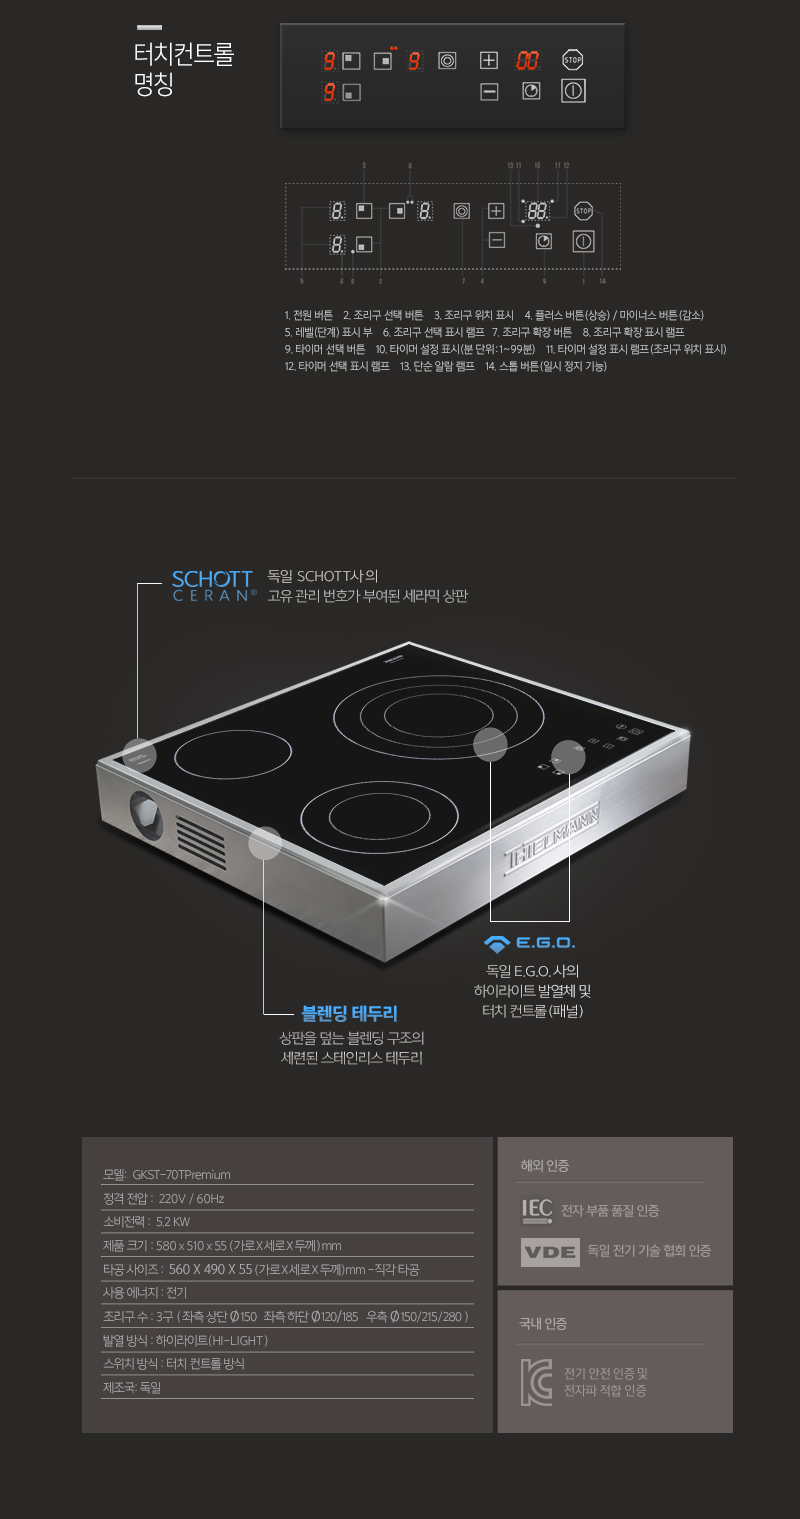 터치컨트롤
명칭
STOP
3 8 13 11 10 11 12
STOP
5 6 8 2 7 4 9 1 14
1. 전원 버튼 2. 조리구 선택 버튼 3. 조리구 위치 표시 4. 플러스 버튼(상승) / 마이너스 버튼(감소)
5. 레벨(단계) 표시 부 6. 조리구 선택 표시 램프 7. 조리구 확장 버튼 8. 조리구 확장 표시 램프
9. 타이머 선택 버튼 10. 타이머 설정 표시(분 단위:1~99분) 11. 타이머 설정 표시 램프(조리구 위치 표시)
12. 타이머 선택 표시 램프 13. 단순 알람 램프 14. 스톱 버튼(일시 정지 기능)
SCHOTT
CERAN®
독일 SCHOTT사의
고유 관리 번호가 부여된 세라믹 상판
THIELMANN
E.G.O.
독일 E.G.O.사의
하이라이트 발열체 및
터치 컨트롤(패널)
블렌딩 테두리
상판을 덮는 블렌딩 구조의
세련된 스테인리스 테두리
모델: GKST-70TPremium
정격 전압 : 220V / 60Hz
소비전력 : 5.2 KW
제품 크기 : 580 x 510 x 55 (가로X세로X두께)mm
타공 사이즈 : 560 X 490 X 55 (가로X세로X두께)mm -직각 타공
사용 에너지 : 전기
조리구 수 : 3구 (좌측 상단 Ø150 좌측 하단 Ø120/185 우측 Ø150/215/280 )
발열 방식 : 하이라이트(HI-LIGHT)
스위치 방식 : 터치 컨트롤 방식
제조국: 독일
해외 인증
IEC 전자 부품 품질 인증
VDE 독일 전기 기술 협회 인증
국내 인증
전기 안전 인증 및
전자파 적합 인증